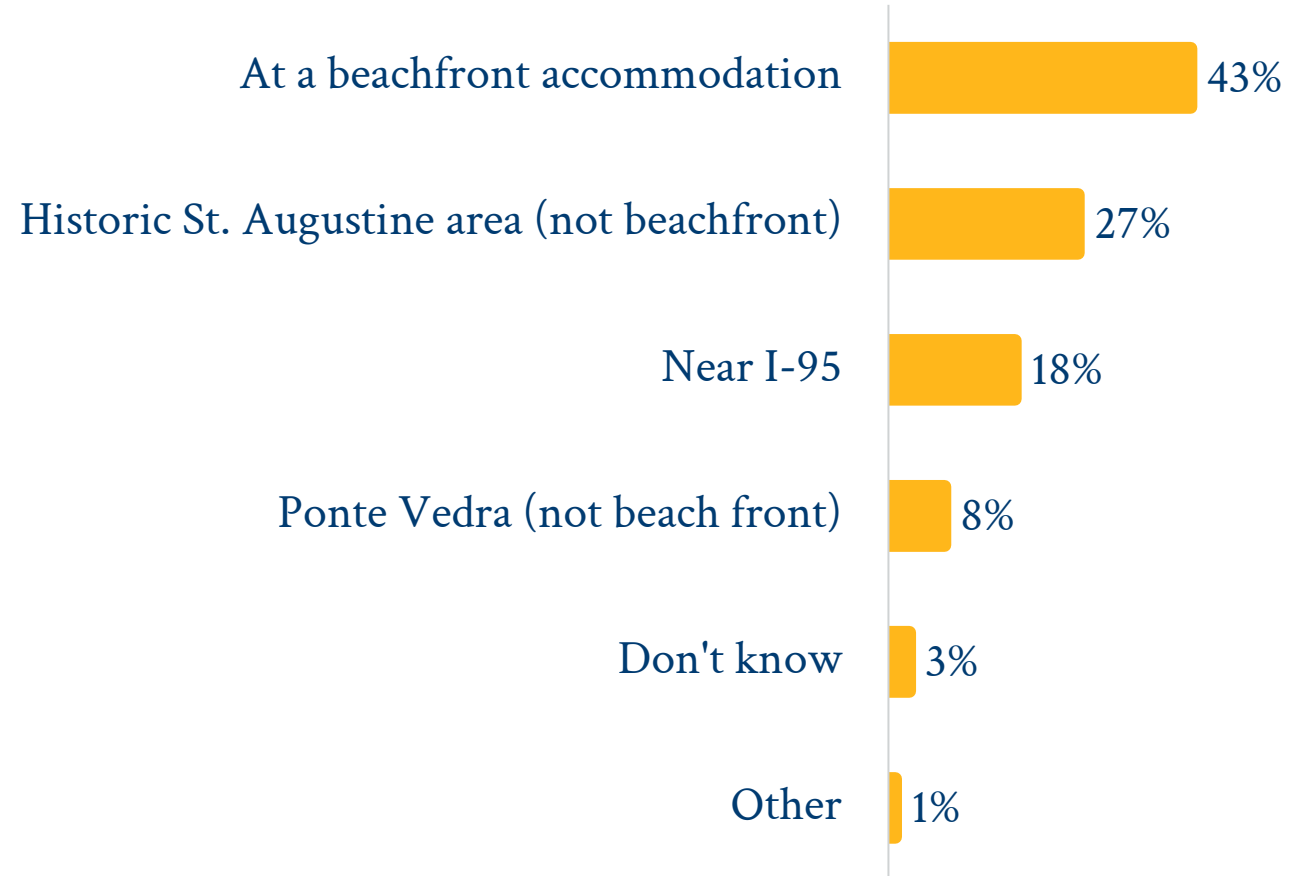 At a beachfront accommodation 43%
Historic St. Augustine area (not beachfront) 27%
Near I-95 18%
Ponte Vedra (not beach front) 8%
Don't know 3%
Other 1%